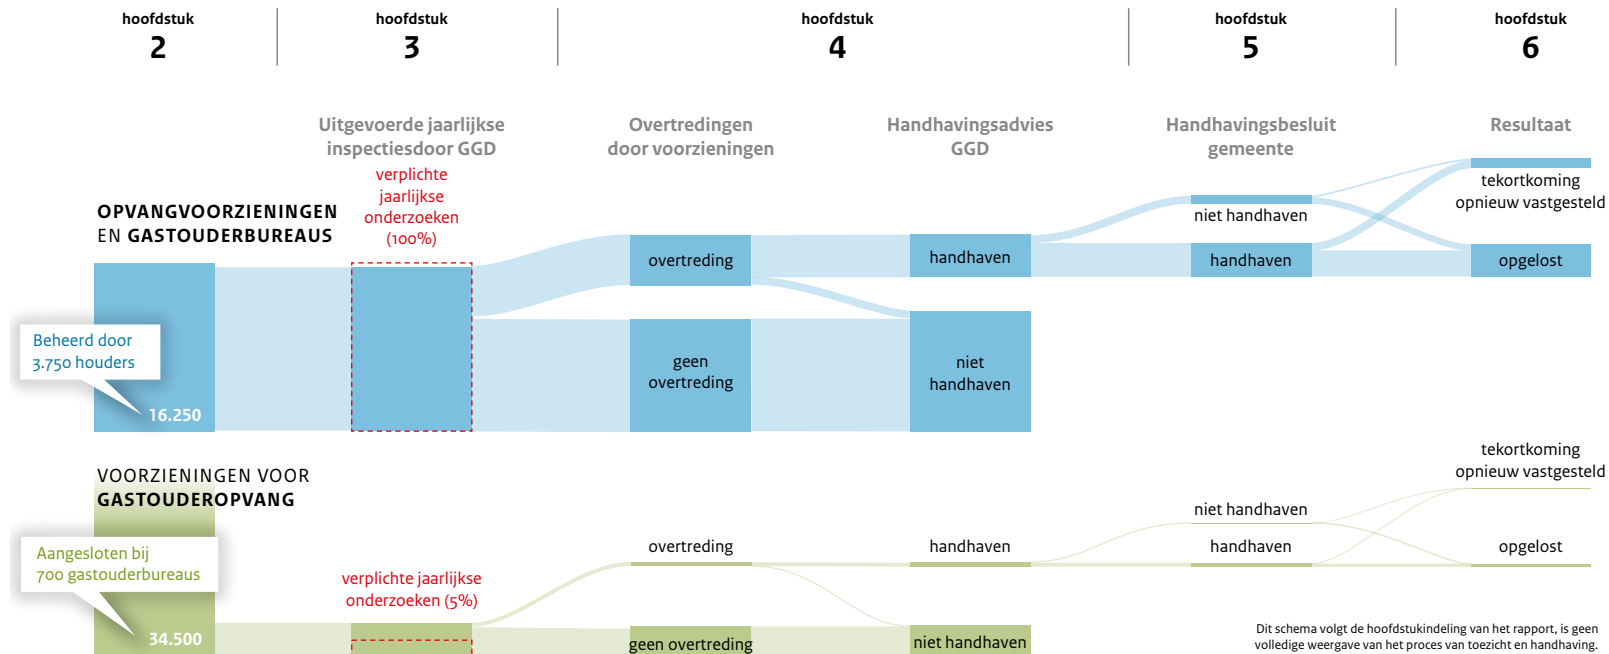 hoofdstuk
2
hoofdstuk
3
hoofdstuk
4
hoofdstuk
5
hoofdstuk
6
Uitgevoerde jaarlijkse
inspectiesdoor GGD
Overtredingen
door voorzieningen
Handhavingsadvies
GGD
Handhavingsbesluit
gemeente
Resultaat
verplichte
jaarlijkse
onderzoeken
(100%)
OPVANGVOORZIENINGEN
EN GASTOUDERBUREAUS
Beheerd door
3.750 houders
16.250
overtreding
geen
overtreding
handhaven
niet
handhaven
niet handhaven
handhaven
tekortkoming
opnieuw vastgesteld
opgelost
VOORZIENINGEN VOOR
GASTOUDEROPVANG
Aangesloten bij
700 gastouderbureaus
34.500
verplichte jaarlijkse
onderzoeken (5%)
overtreding
geen overtreding
handhaven
niet handhaven
niet handhaven
handhaven
tekortkoming
opnieuw vastgesteld
opgelost
Dit schema volgt de hoofdstukindeling van het rapport, is geen
volledige weergave van het proces van toezicht en handhaving.